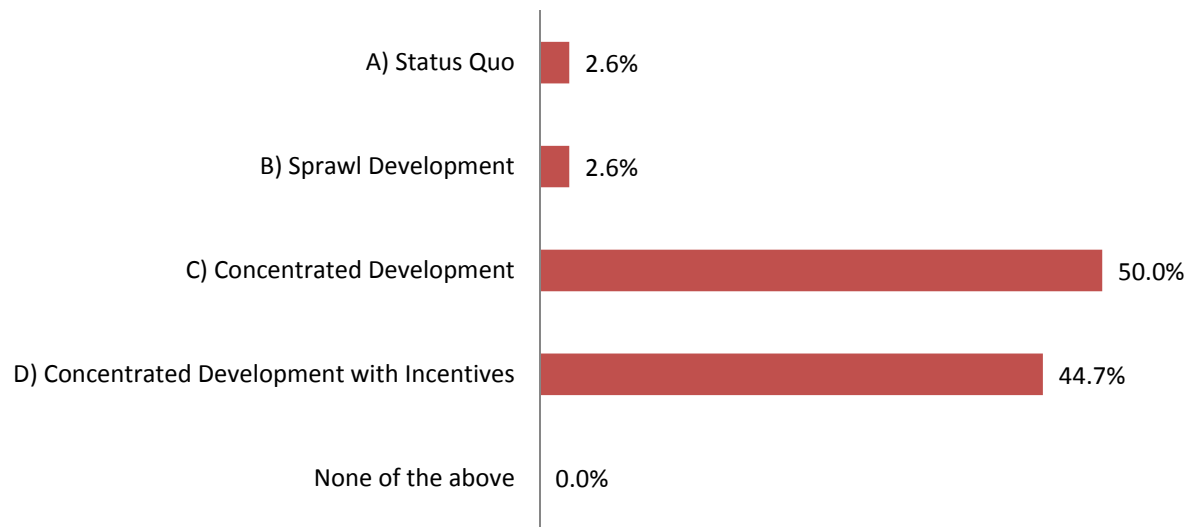 A) Status Quo 2.6%
B) Sprawl Development 2.6%
C) Concentrated Development 50.0%
D) Concentrated Development with Incentives 44.7%
None of the above 0.0%